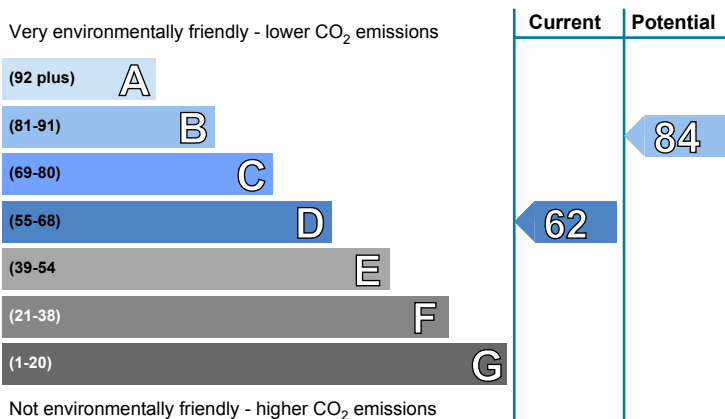 Current Potential
Very environmentally friendly - lower CO2 emissions
(92 plus) A
(81-91) B
84
(69-80) C
(55-68) D 62
(39-54 E
(21-38) F
(1-20) G
Not environmentally friendly - higher CO2 emissions